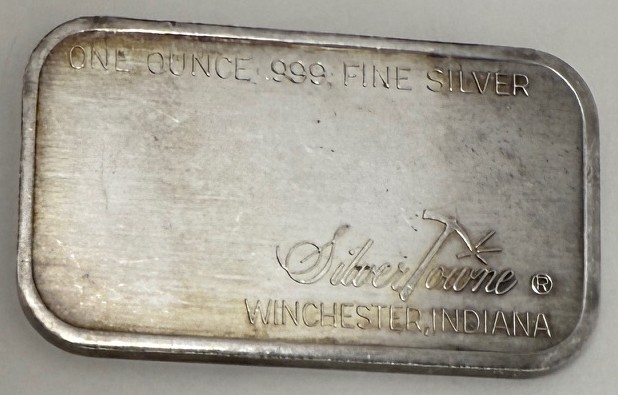 ONE OUNCE .999 FINE SILVER
SilverTowne ®
WINCHESTER, INDIANA